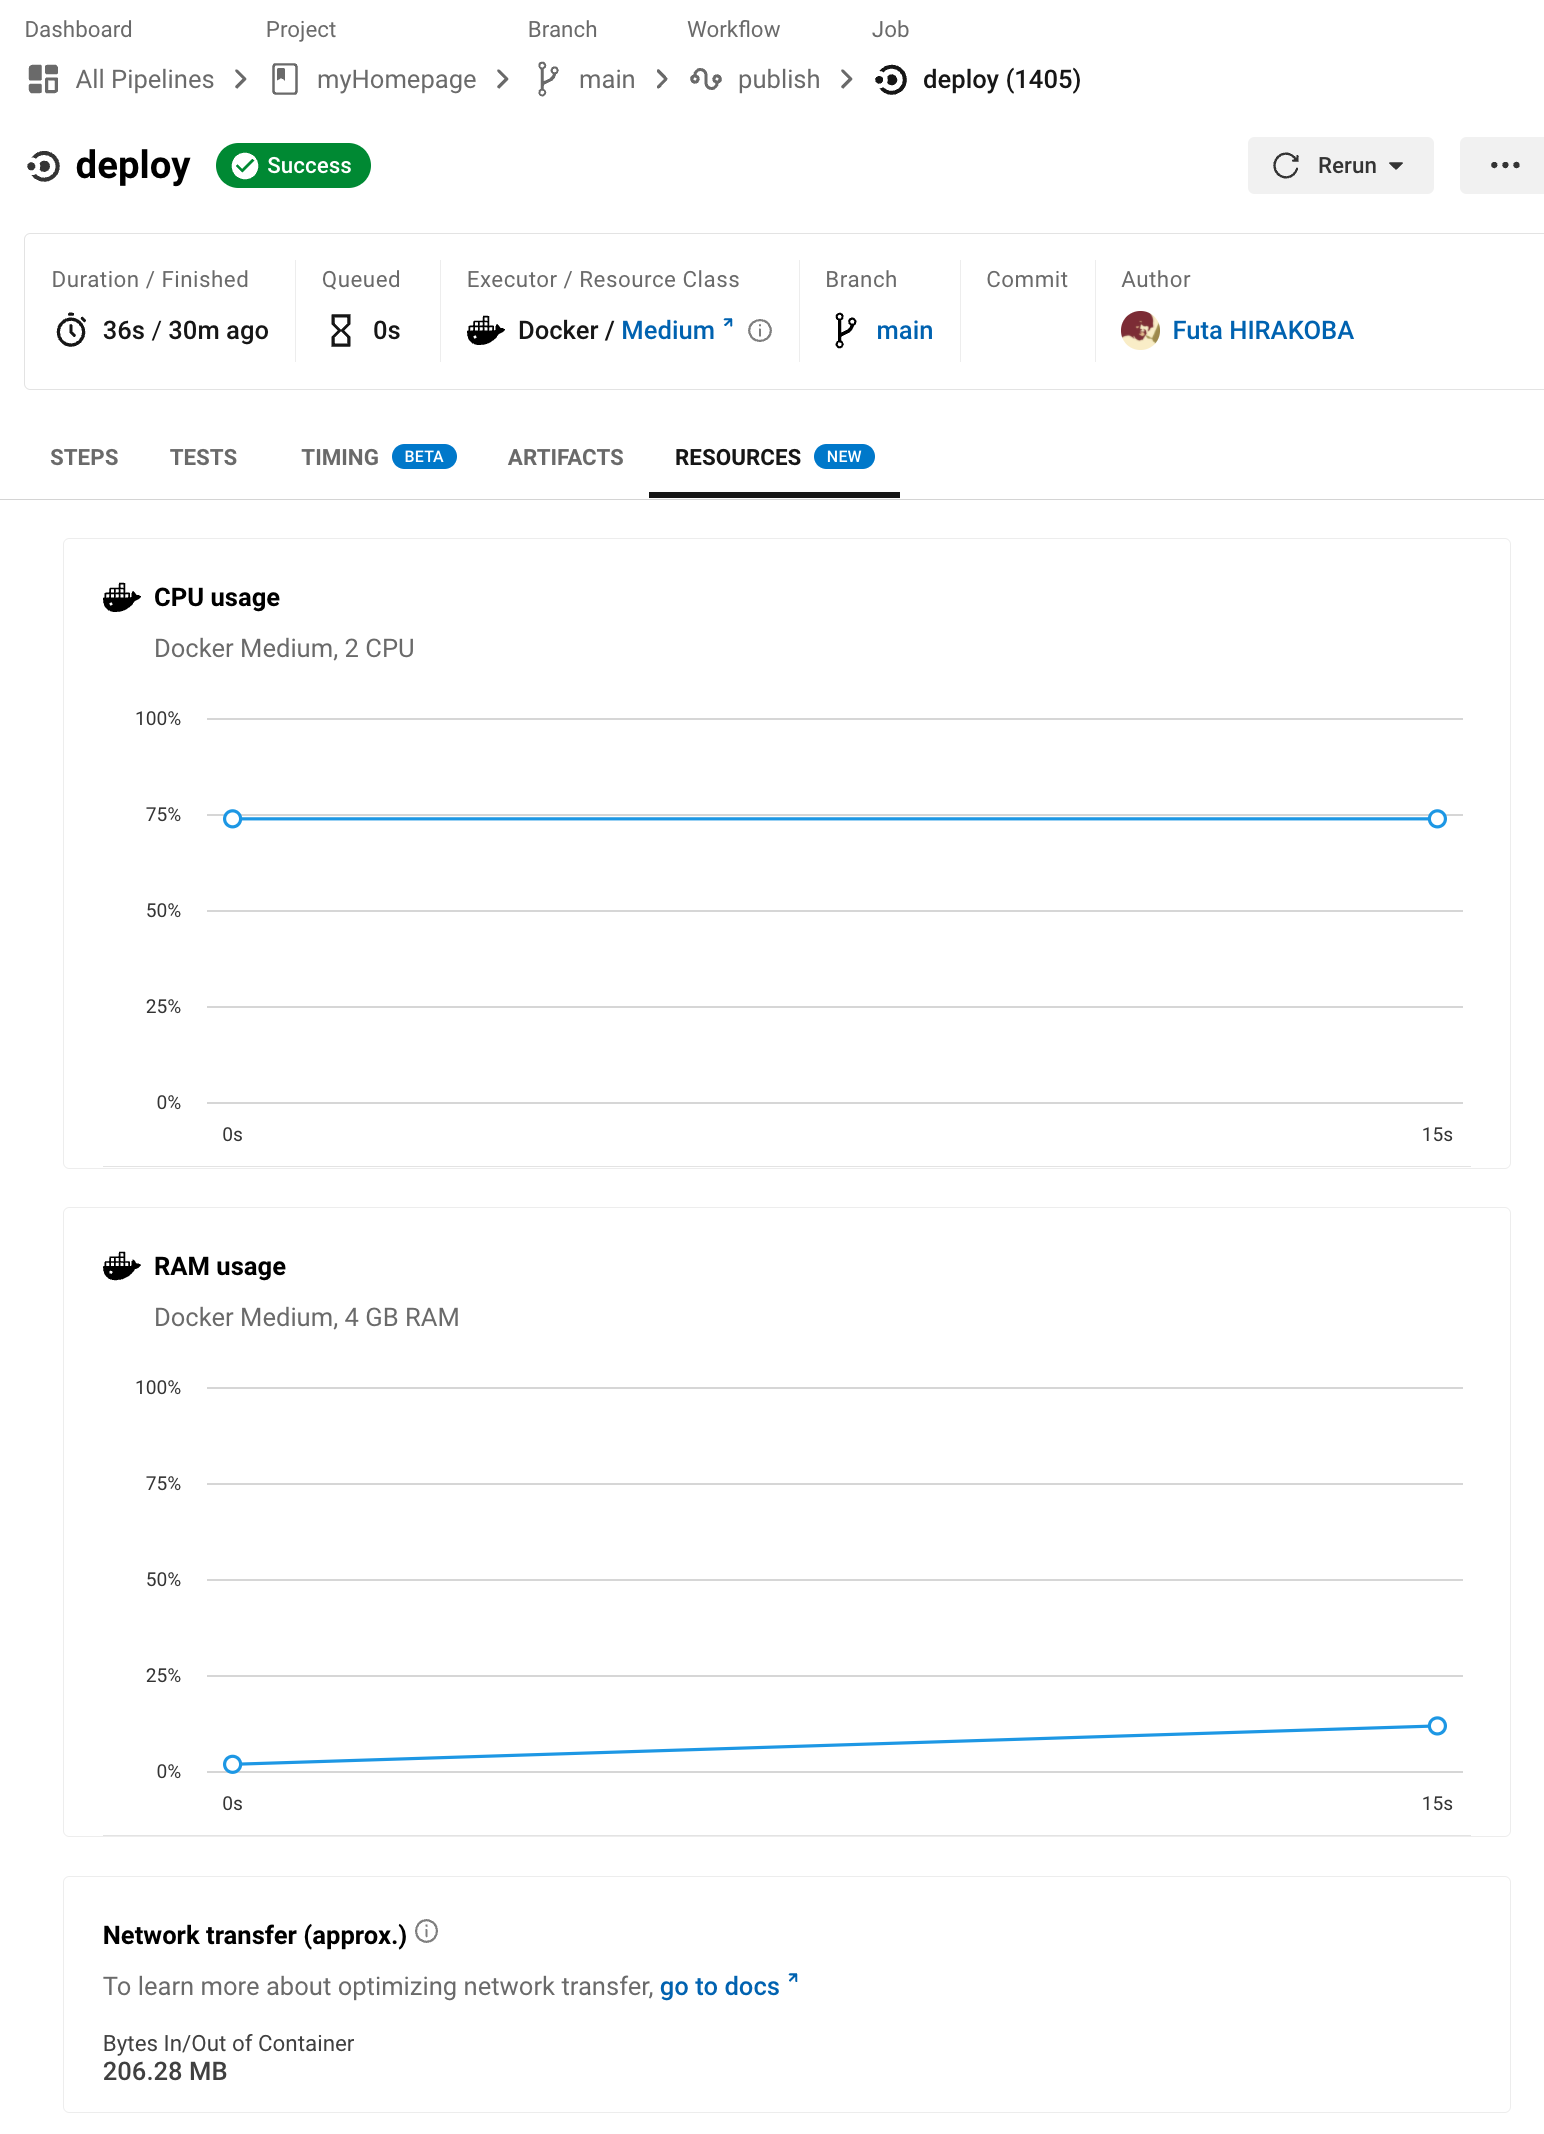 Dashboard Project Branch Workflow Job
All Pipelines myHomepage main publish deploy (1405)
deploy Success Rerun
Duration / Finished Queued Executor / Resource Class Branch Commit Author
36s / 30m ago 0s Docker / Medium main Futa HIRAKOBA
STEPS TESTS TIMING BETA ARTIFACTS RESOURCES NEW
CPU usage
Docker Medium, 2 CPU
100%
75%
50%
25%
0%
0s 15s
RAM usage
Docker Medium, 4 GB RAM
100%
75%
50%
25%
0%
0s 15s
Network transfer (approx.)
To learn more about optimizing network transfer, go to docs
Bytes In/Out of Container
206.28 MB